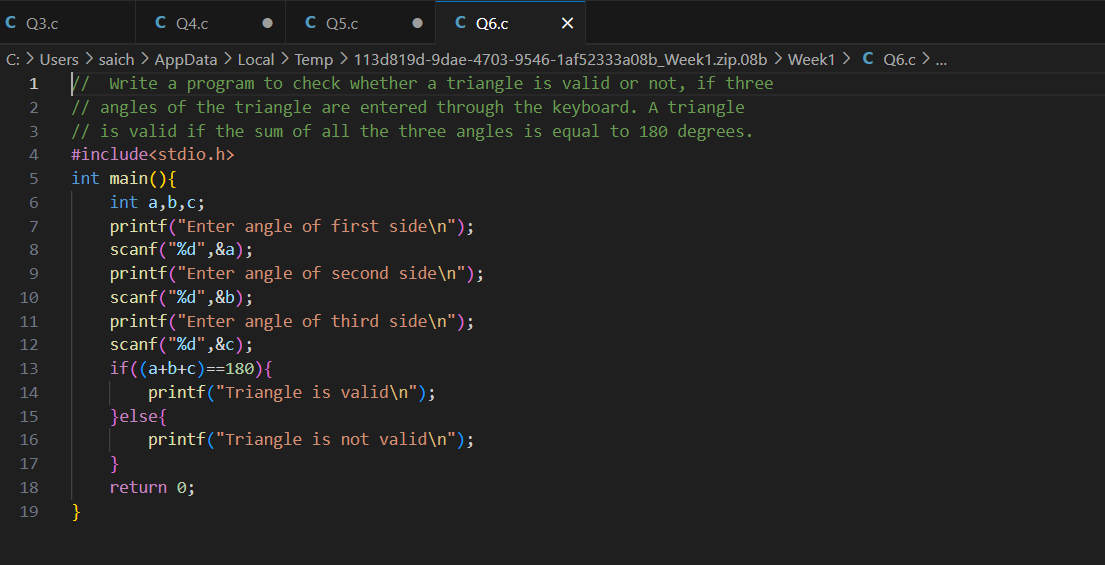 C Q3.c C Q4.c ● C Q5.c ● C Q6.c ×
C: > Users > saich > AppData > Local > Temp > 113d819d-9dae-4703-9546-1af52333a08b_Week1.zip.08b > Week1 > C Q6.c > ...
1 //  Write a program to check whether a triangle is valid or not, if three
2 // angles of the triangle are entered through the keyboard. A triangle
3 // is valid if the sum of all the three angles is equal to 180 degrees.
4 #include<stdio.h>
5 int main(){
6     int a,b,c;
7     printf("Enter angle of first side\n");
8     scanf("%d",&a);
9     printf("Enter angle of second side\n");
10     scanf("%d",&b);
11     printf("Enter angle of third side\n");
12     scanf("%d",&c);
13     if((a+b+c)==180){
14         printf("Triangle is valid\n");
15     }else{
16         printf("Triangle is not valid\n");
17     }
18     return 0;
19 }